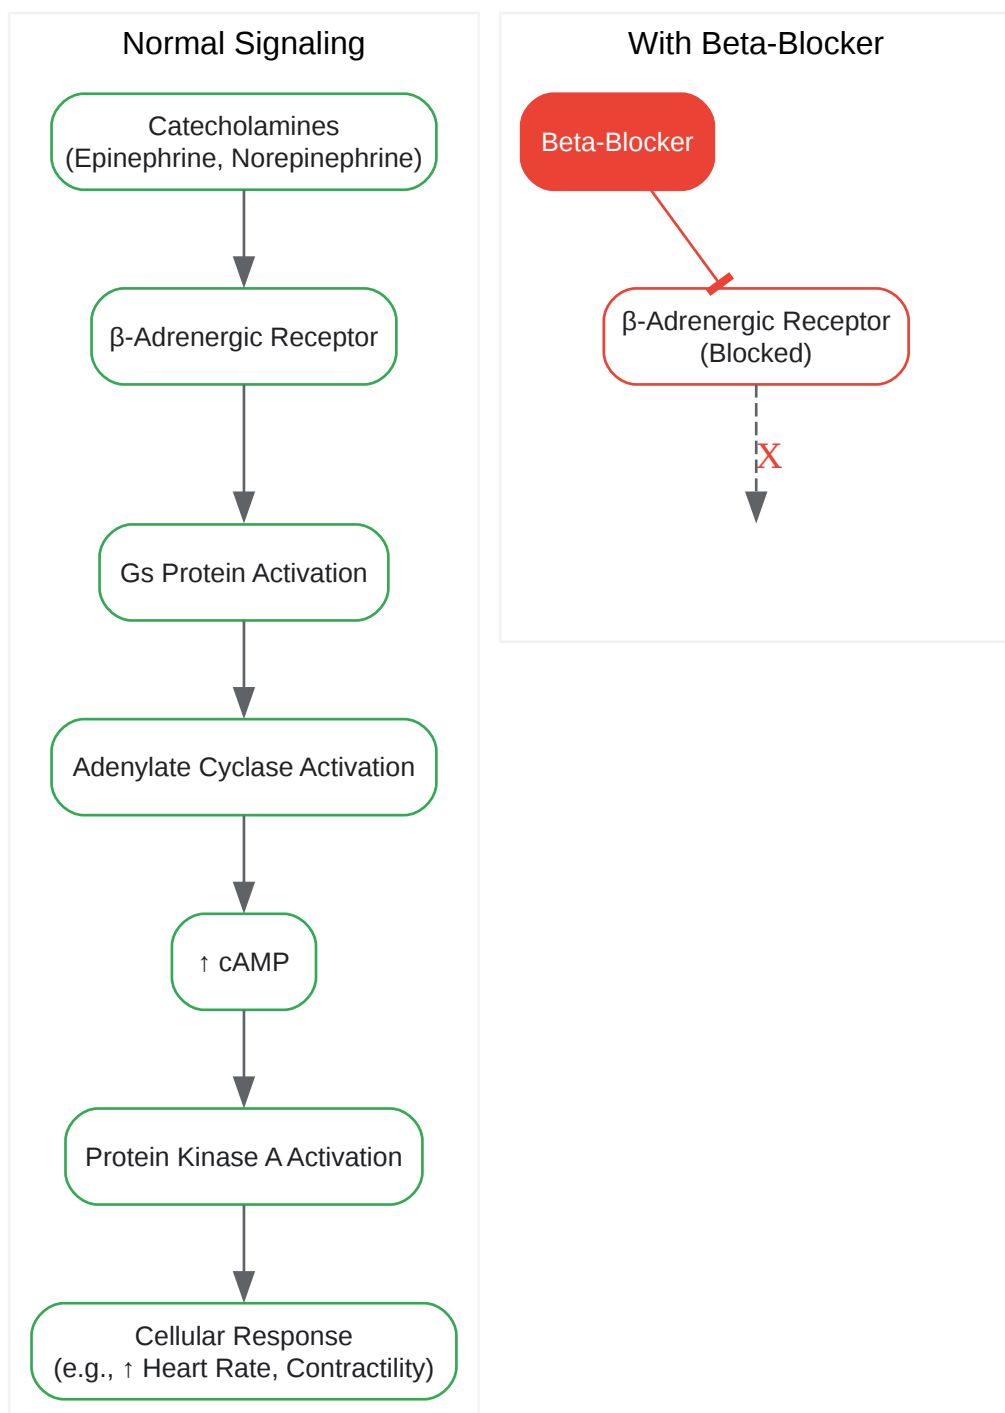 Normal Signaling
Catecholamines
(Epinephrine, Norepinephrine)
β-Adrenergic Receptor
Gs Protein Activation
Adenylate Cyclase Activation
↑ cAMP
Protein Kinase A Activation
Cellular Response
(e.g., ↑ Heart Rate, Contractility)
With Beta-Blocker
Beta-Blocker
β-Adrenergic Receptor
(Blocked)
X